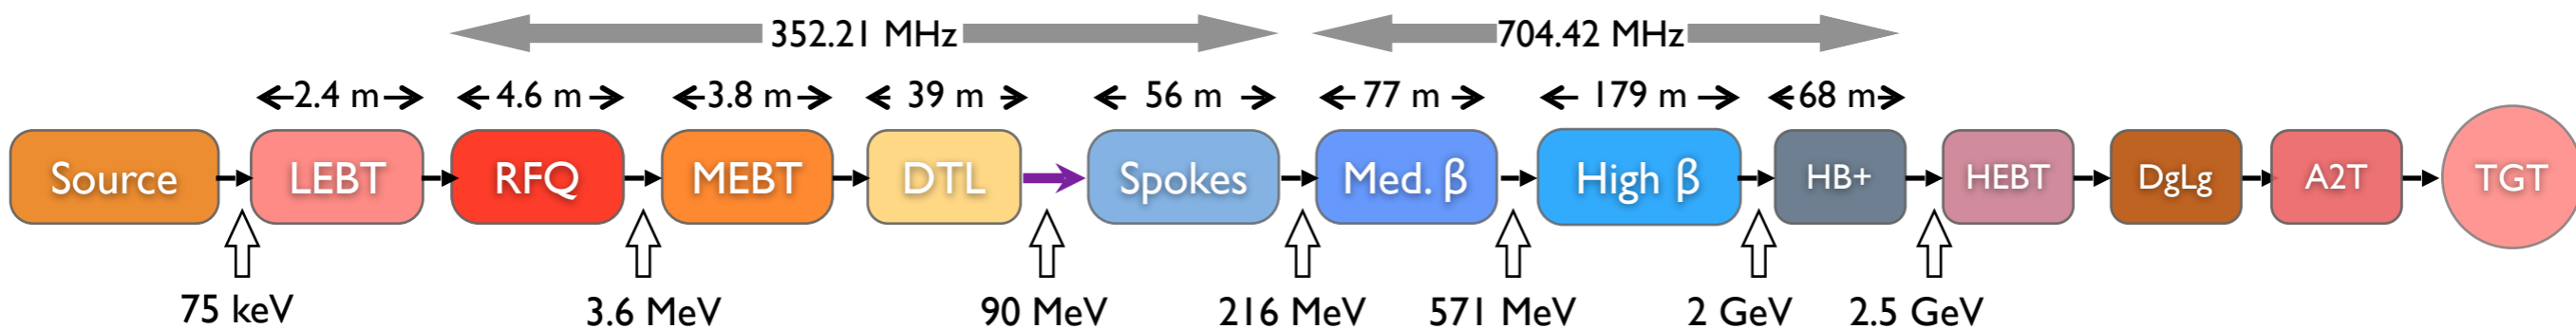 352.21 MHz 704.42 MHz
2.4 m 4.6 m 3.8 m 39 m 56 m 77 m 179 m 68 m
Source LEBT RFQ MEBT DTL Spokes Med. β High β HB+ HEBT DgLg A2T TGT
75 keV 3.6 MeV 90 MeV 216 MeV 571 MeV 2 GeV 2.5 GeV